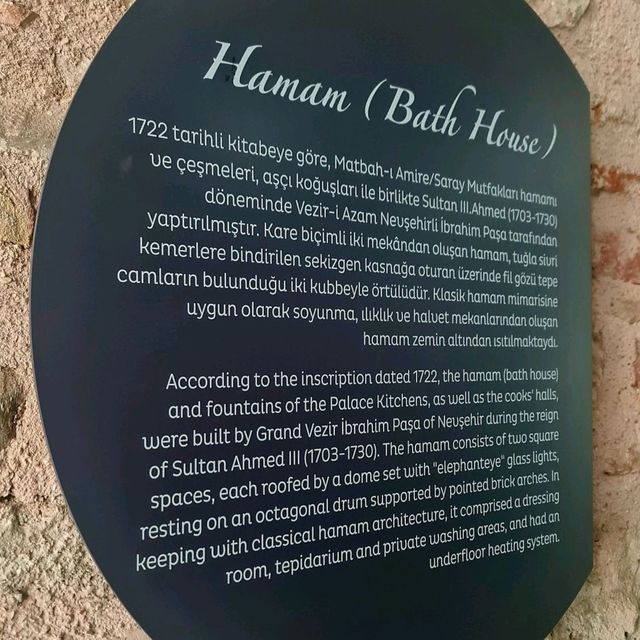 Hamam (Bath House)
1722 tarihli kitabeye göre, Matbah-ı Amire/Saray Mutfakları hamamı
ve çeşmeleri, aşçı koğuşları ile birlikte Sultan III.Ahmed (1703-1730)
döneminde Vezir-i Azam Nevşehirli İbrahim Paşa tarafından
yaptırılmıştır. Kare biçimli iki mekândan oluşan hamam, tuğla sivri
kemerlere bindirilen sekizgen kasnağa oturan üzerinde fil gözü tepe
camların bulunduğu iki kubbeyle örtülüdür. Klasik hamam mimarisine
uygun olarak soyunma, ılıklık ve halvet mekanlarından oluşan
hamam zemin altından ısıtılmaktaydı.
According to the inscription dated 1722, the hamam (bath house)
and fountains of the Palace Kitchens, as well as the cooks' halls,
were built by Grand Vezir İbrahim Paşa of Nevşehir during the reign
of Sultan Ahmed III (1703-1730). The hamam consists of two square
spaces, each roofed by a dome set with "elephanteye" glass lights,
resting on an octagonal drum supported by pointed brick arches. In
keeping with classical hamam architecture, it comprised a dressing
room, tepidarium and private washing areas, and had an
underfloor heating system.